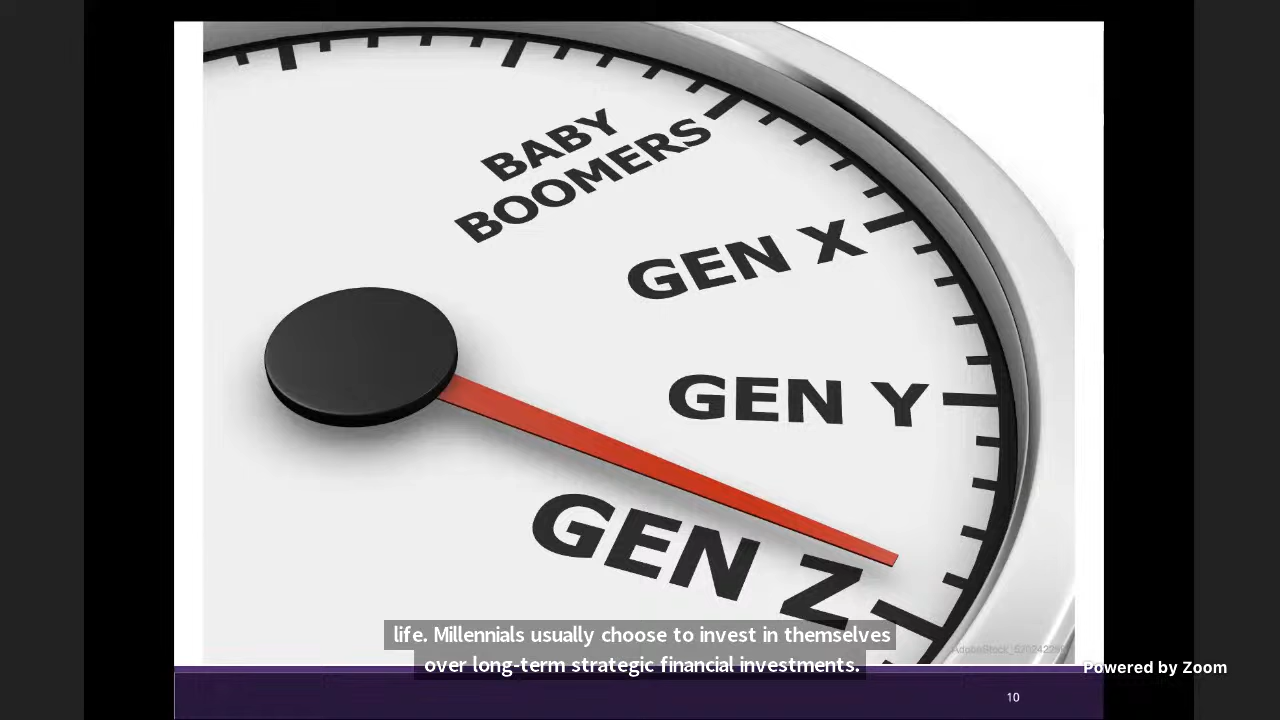 BABY
BOOMERS
GEN X
GEN Y
GEN Z
life. Millennials usually choose to invest in themselves
over long-term strategic financial investments.
Powered by Zoom
10